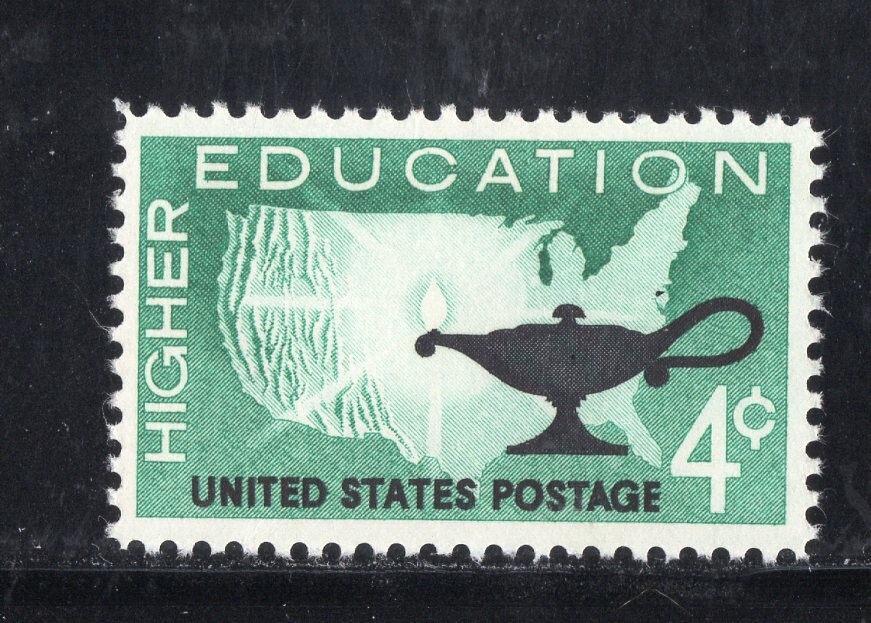 HIGHER
EDUCATION
4¢
UNITED STATES POSTAGE